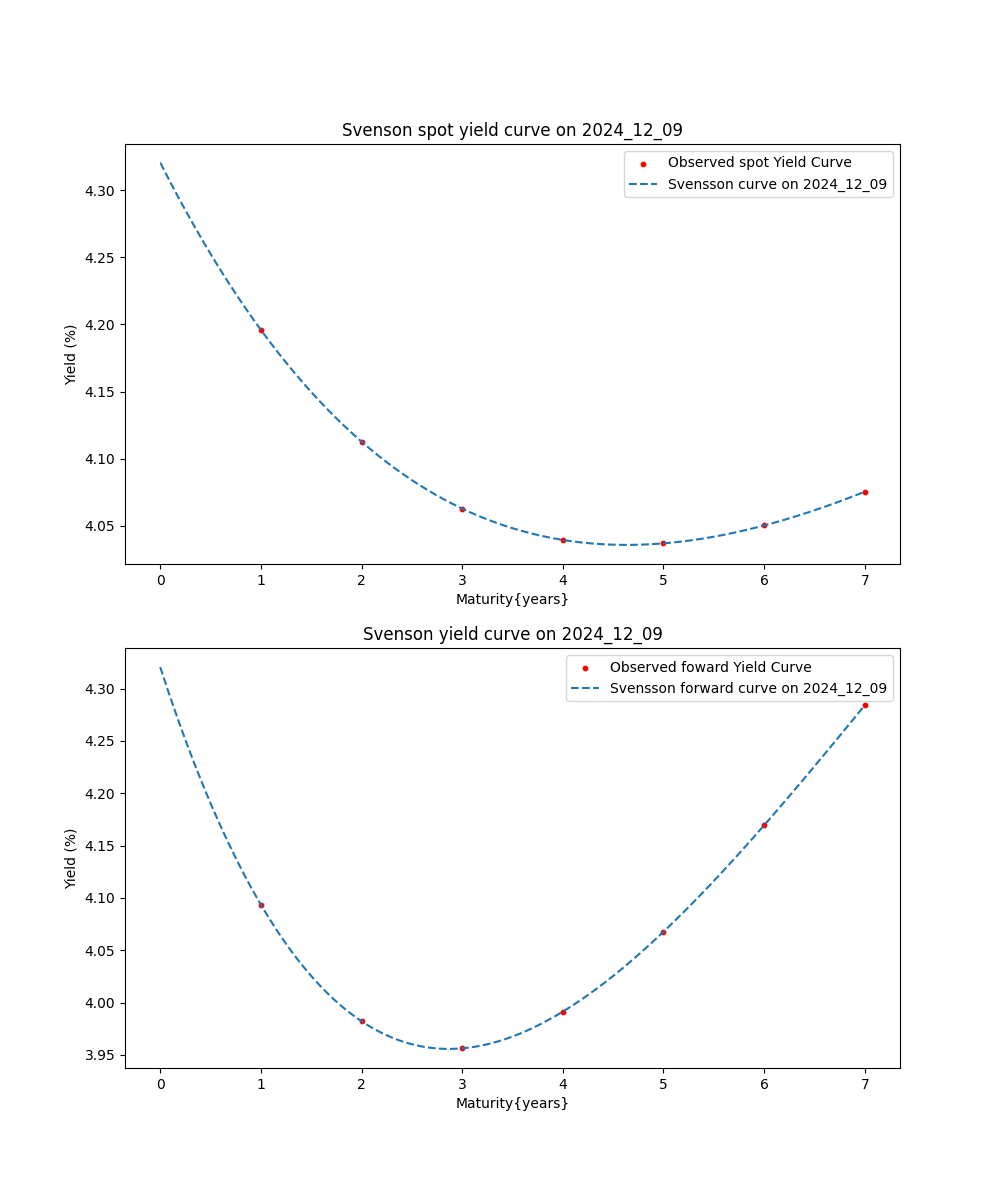 Svenson spot yield curve on 2024_12_09
Observed spot Yield Curve
Svensson curve on 2024_12_09
Yield (%)
4.30
4.25
4.20
4.15
4.10
4.05
0 1 2 3 4 5 6 7
Maturity{years}
Svenson yield curve on 2024_12_09
Observed foward Yield Curve
Svensson forward curve on 2024_12_09
Yield (%)
4.30
4.25
4.20
4.15
4.10
4.05
4.00
3.95
0 1 2 3 4 5 6 7
Maturity{years}